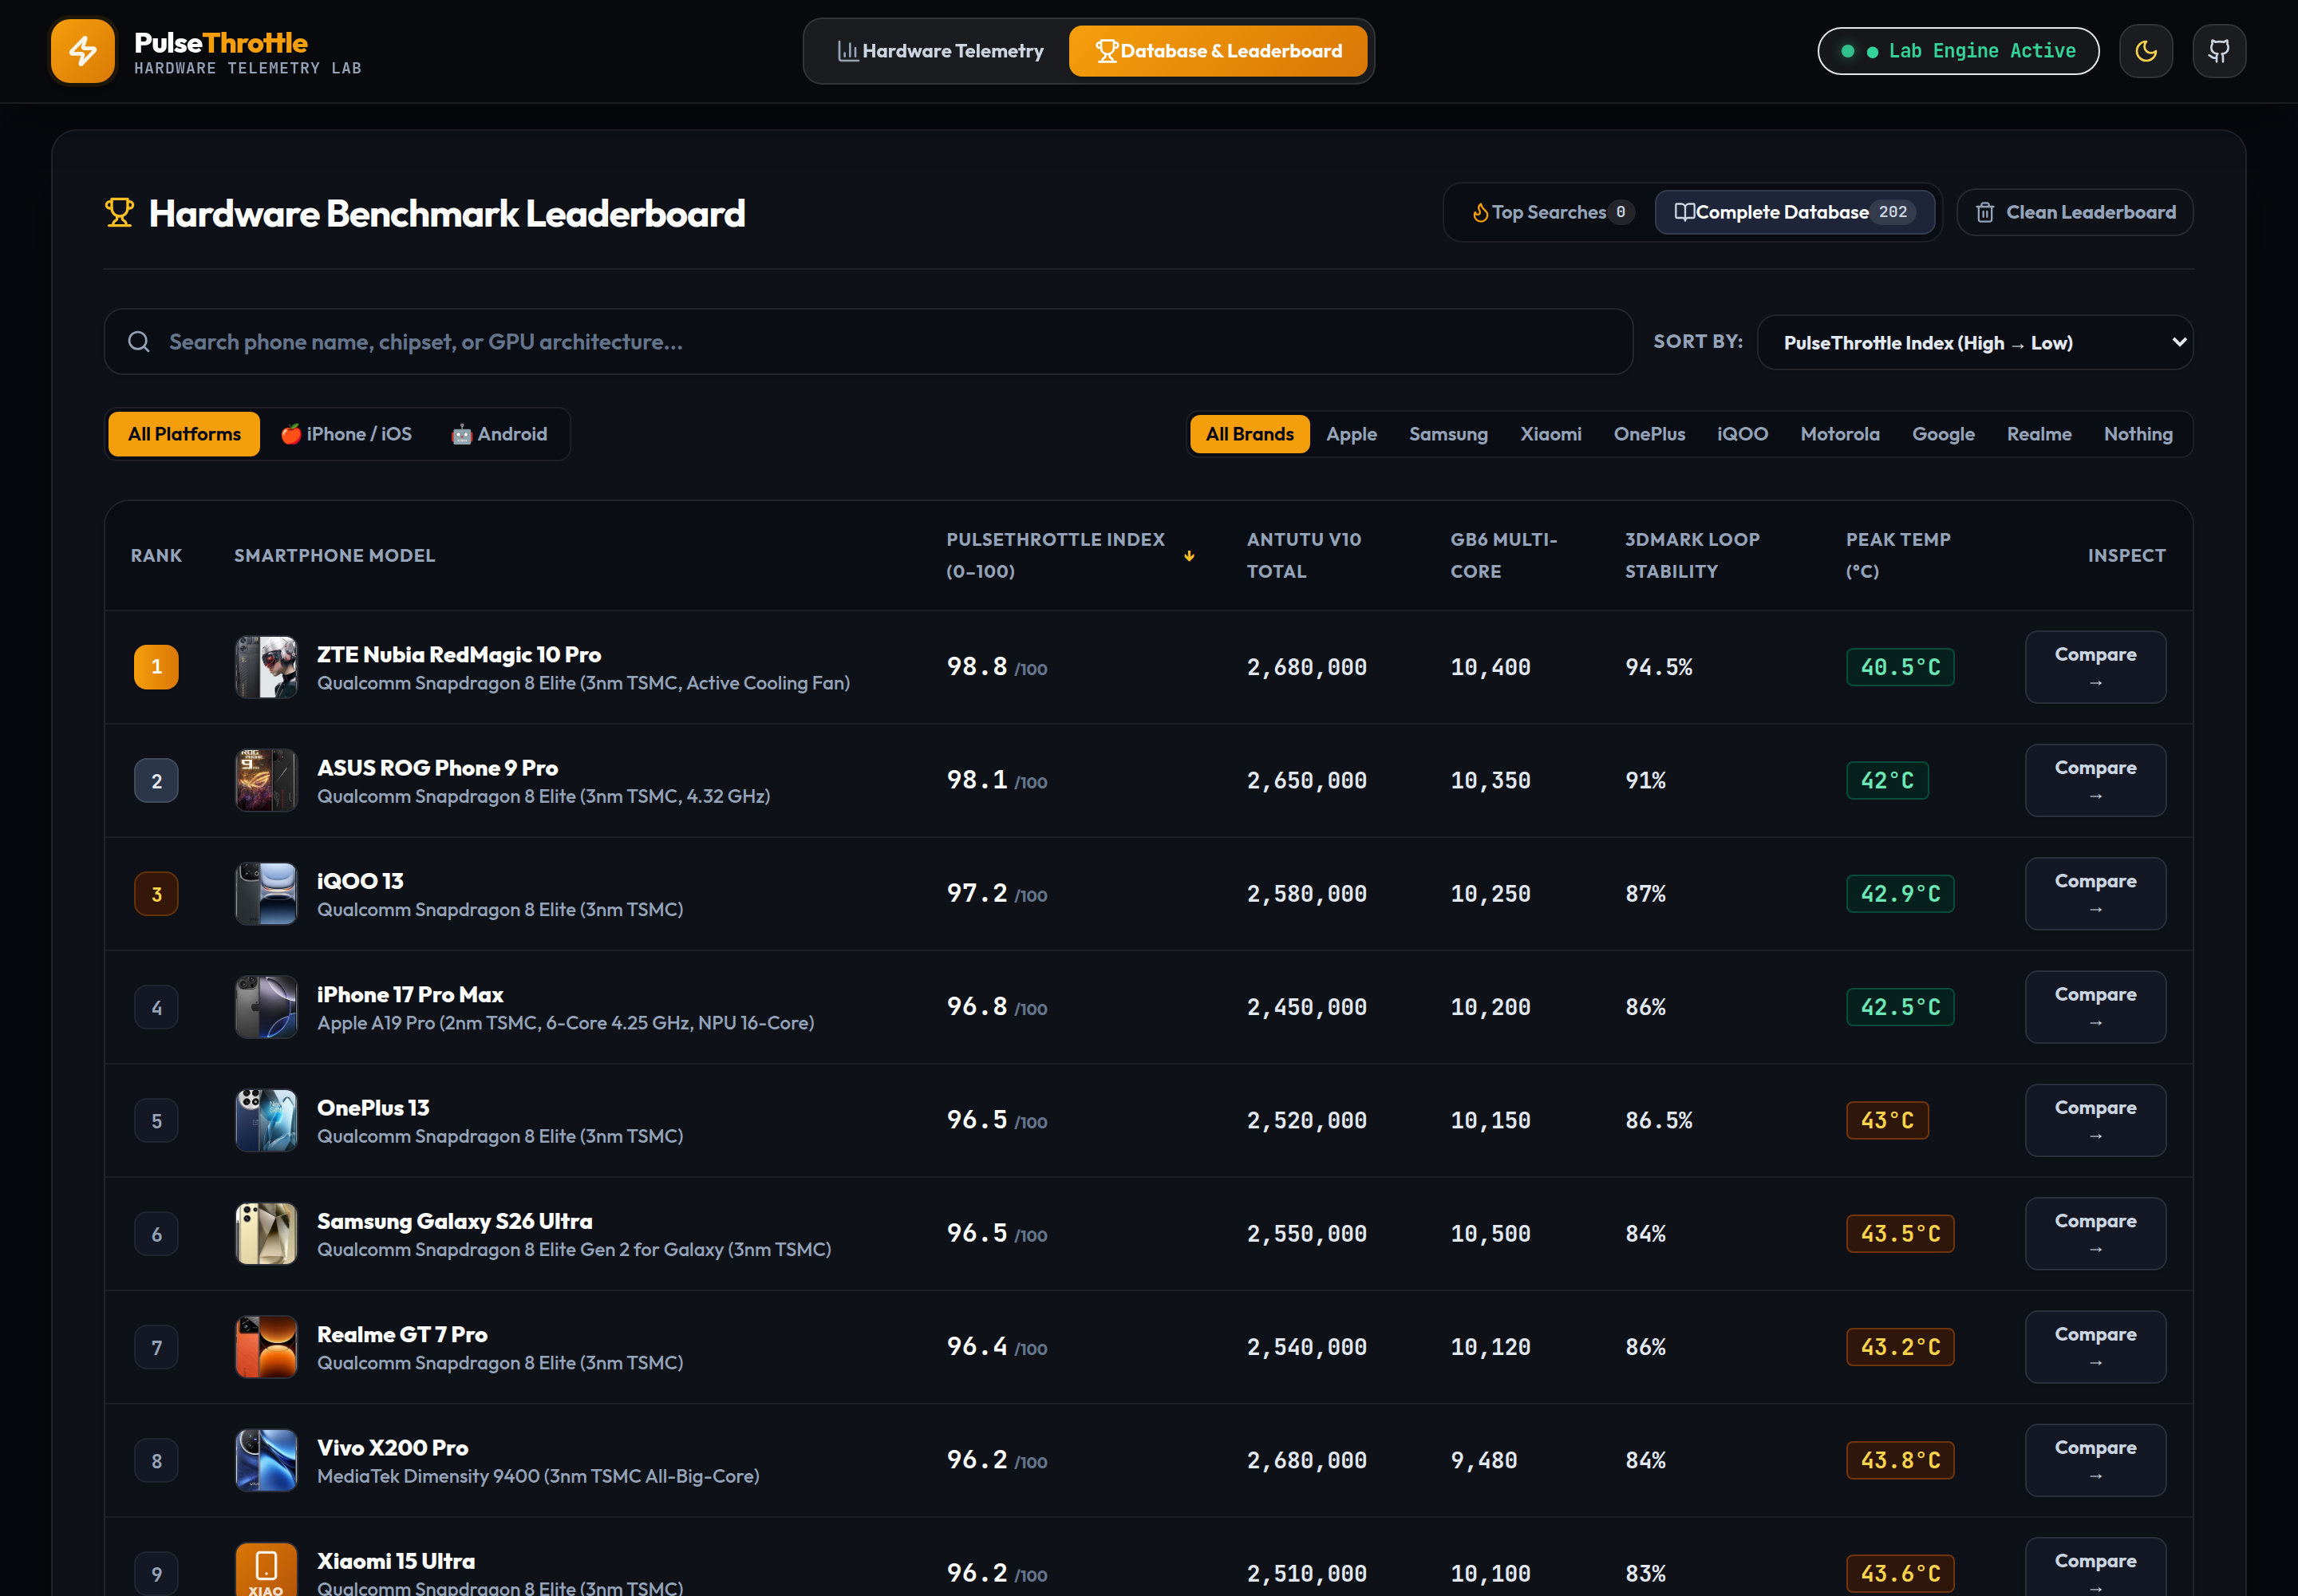 PulseThrottle
HARDWARE TELEMETRY LAB
Hardware Telemetry
Database & Leaderboard
● Lab Engine Active
Hardware Benchmark Leaderboard
Top Searches 0
Complete Database 202
Clean Leaderboard
Search phone name, chipset, or GPU architecture...
SORT BY:
PulseThrottle Index (High → Low)
All Platforms
🍎 iPhone / iOS
🤖 Android
All Brands
Apple
Samsung
Xiaomi
OnePlus
iQOO
Motorola
Google
Realme
Nothing
RANK
SMARTPHONE MODEL
PULSETHROTTLE INDEX
(0–100)
↓
ANTUTU V10
TOTAL
GB6 MULTI-
CORE
3DMARK LOOP
STABILITY
PEAK TEMP
(°C)
INSPECT
1
ZTE Nubia RedMagic 10 Pro
Qualcomm Snapdragon 8 Elite (3nm TSMC, Active Cooling Fan)
98.8 /100
2,680,000
10,400
94.5%
40.5°C
Compare
→
2
ROG
9
ASUS ROG Phone 9 Pro
Qualcomm Snapdragon 8 Elite (3nm TSMC, 4.32 GHz)
98.1 /100
2,650,000
10,350
91%
42°C
Compare
→
3
iQOO 13
Qualcomm Snapdragon 8 Elite (3nm TSMC)
97.2 /100
2,580,000
10,250
87%
42.9°C
Compare
→
4
iPhone 17 Pro Max
Apple A19 Pro (2nm TSMC, 6-Core 4.25 GHz, NPU 16-Core)
96.8 /100
2,450,000
10,200
86%
42.5°C
Compare
→
5
OnePlus 13
Qualcomm Snapdragon 8 Elite (3nm TSMC)
96.5 /100
2,520,000
10,150
86.5%
43°C
Compare
→
6
Samsung Galaxy S26 Ultra
Qualcomm Snapdragon 8 Elite Gen 2 for Galaxy (3nm TSMC)
96.5 /100
2,550,000
10,500
84%
43.5°C
Compare
→
7
Realme GT 7 Pro
Qualcomm Snapdragon 8 Elite (3nm TSMC)
96.4 /100
2,540,000
10,120
86%
43.2°C
Compare
→
8
Vivo X200 Pro
MediaTek Dimensity 9400 (3nm TSMC All-Big-Core)
96.2 /100
2,680,000
9,480
84%
43.8°C
Compare
→
9
XIAO
Xiaomi 15 Ultra
Qualcomm Snapdragon 8 Elite (3nm TSMC)
96.2 /100
2,510,000
10,100
83%
43.6°C
Compare
→